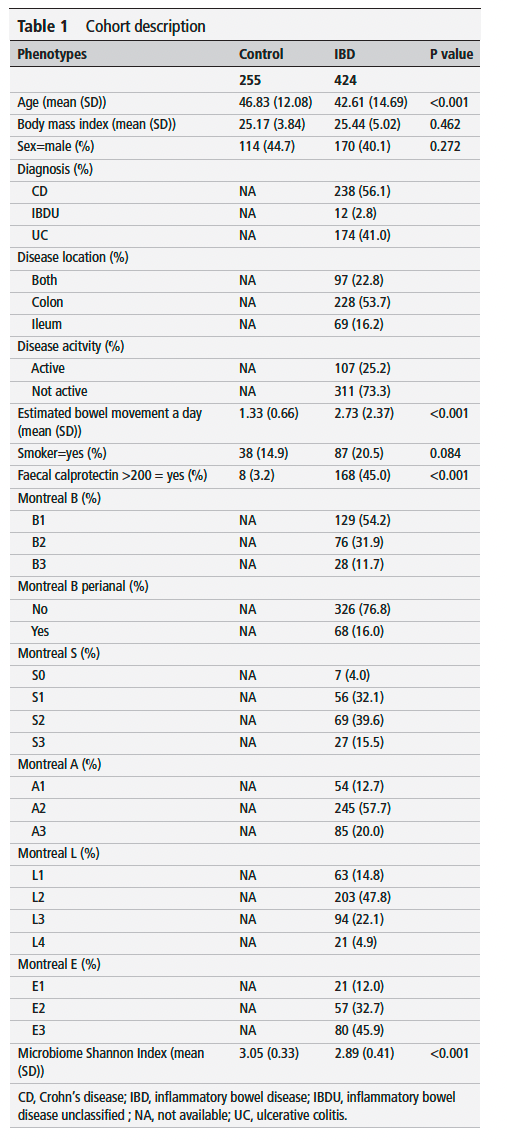 Table 1 Cohort description
Phenotypes Control IBD P value
255 424
Age (mean (SD)) 46.83 (12.08) 42.61 (14.69) <0.001
Body mass index (mean (SD)) 25.17 (3.84) 25.44 (5.02) 0.462
Sex=male (%) 114 (44.7) 170 (40.1) 0.272
Diagnosis (%)
CD NA 238 (56.1)
IBDU NA 12 (2.8)
UC NA 174 (41.0)
Disease location (%)
Both NA 97 (22.8)
Colon NA 228 (53.7)
Ileum NA 69 (16.2)
Disease acitvity (%)
Active NA 107 (25.2)
Not active NA 311 (73.3)
Estimated bowel movement a day 1.33 (0.66) 2.73 (2.37) <0.001
(mean (SD))
Smoker=yes (%) 38 (14.9) 87 (20.5) 0.084
Faecal calprotectin >200 = yes (%) 8 (3.2) 168 (45.0) <0.001
Montreal B (%)
B1 NA 129 (54.2)
B2 NA 76 (31.9)
B3 NA 28 (11.7)
Montreal B perianal (%)
No NA 326 (76.8)
Yes NA 68 (16.0)
Montreal S (%)
S0 NA 7 (4.0)
S1 NA 56 (32.1)
S2 NA 69 (39.6)
S3 NA 27 (15.5)
Montreal A (%)
A1 NA 54 (12.7)
A2 NA 245 (57.7)
A3 NA 85 (20.0)
Montreal L (%)
L1 NA 63 (14.8)
L2 NA 203 (47.8)
L3 NA 94 (22.1)
L4 NA 21 (4.9)
Montreal E (%)
E1 NA 21 (12.0)
E2 NA 57 (32.7)
E3 NA 80 (45.9)
Microbiome Shannon Index (mean 3.05 (0.33) 2.89 (0.41) <0.001
(SD))
CD, Crohn's disease; IBD, inflammatory bowel disease; IBDU, inflammatory bowel
disease unclassified ; NA, not available; UC, ulcerative colitis.